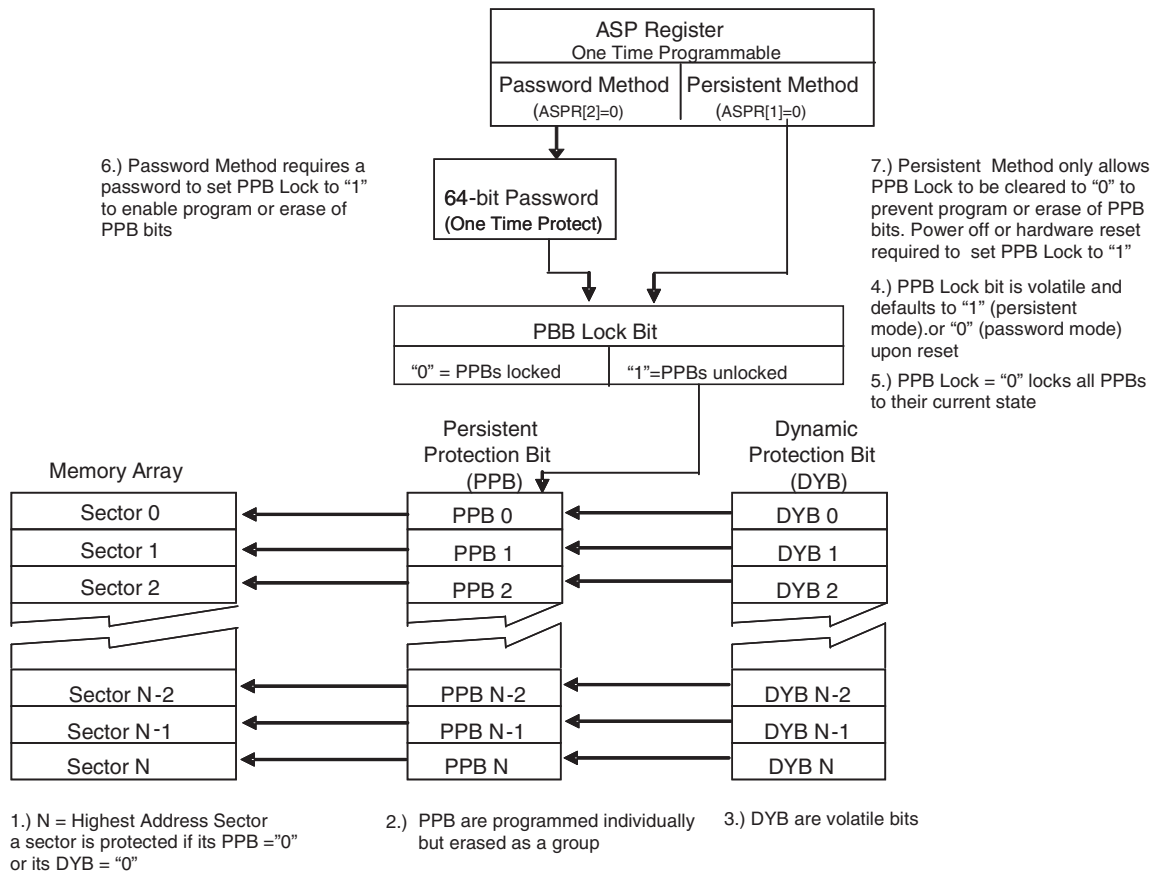 ASP Register
One Time Programmable
Password Method
(ASPR[2]=0)
Persistent Method
(ASPR[1]=0)
6.) Password Method requires a
password to set PPB Lock to “1”
to enable program or erase of
PPB bits
64-bit Password
(One Time Protect)
7.) Persistent Method only allows
PPB Lock to be cleared to “0” to
prevent program or erase of PPB
bits. Power off or hardware reset
required to set PPB Lock to “1”
4.) PPB Lock bit is volatile and
defaults to “1” (persistent
mode).or “0” (password mode)
upon reset
5.) PPB Lock = “0” locks all PPBs
to their current state
PBB Lock Bit
“0” = PPBs locked
“1”=PPBs unlocked
Memory Array
Persistent
Protection Bit
(PPB)
Dynamic
Protection Bit
(DYB)
Sector 0
PPB 0
DYB 0
Sector 1
PPB 1
DYB 1
Sector 2
PPB 2
DYB 2
Sector N-2
PPB N-2
DYB N-2
Sector N-1
PPB N-1
DYB N-1
Sector N
PPB N
DYB N
1.) N = Highest Address Sector
a sector is protected if its PPB =”0”
or its DYB = “0”
2.) PPB are programmed individually
but erased as a group
3.) DYB are volatile bits